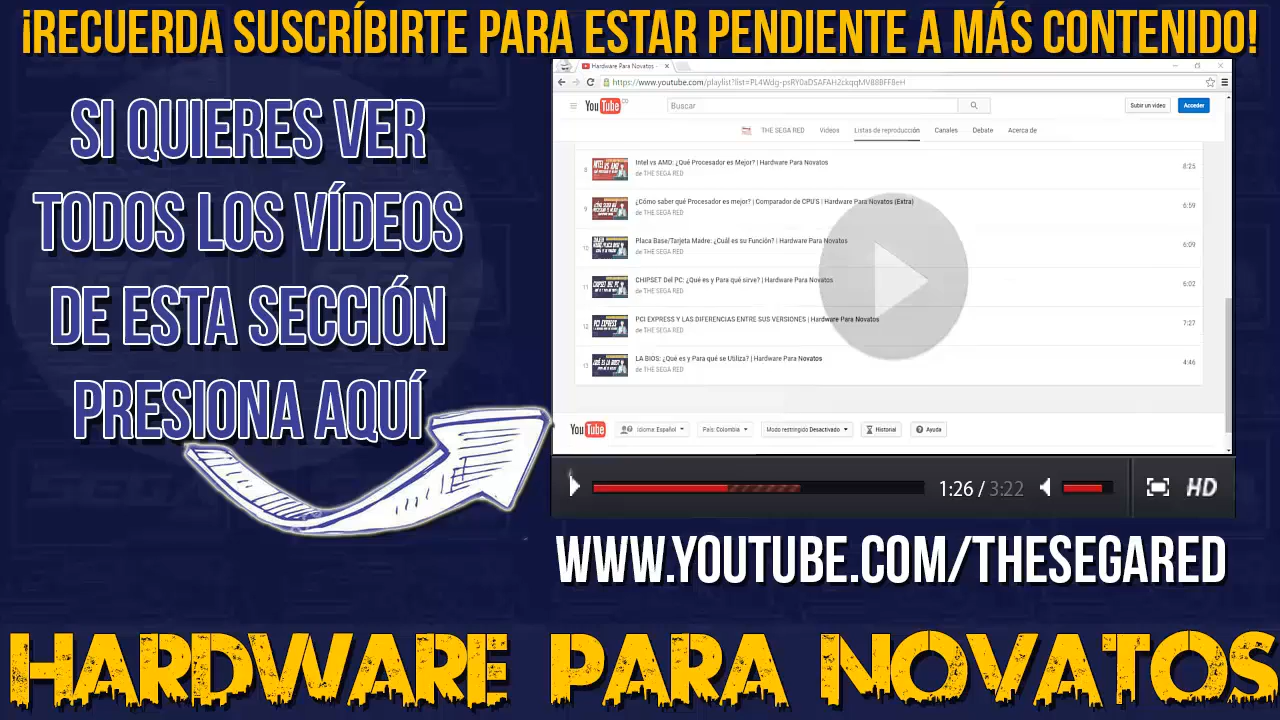 ¡RECUERDA SUSCRÍBIRTE PARA ESTAR PENDIENTE A MÁS CONTENIDO!
SI QUIERES VER
TODOS LOS VÍDEOS
DE ESTA SECCIÓN
PRESIONA AQUÍ
Hardware Para Novatos -
https://www.youtube.com/playlist?list=PL4Wdg-psRY0aDSAFAH2ckqqMV88BFF8eH
YouTube CO
Buscar
Subir un vídeo
Acceder
THE SEGA RED Vídeos Listas de reproducción Canales Debate Acerca de
8 Intel vs AMD: ¿Qué Procesador es Mejor? | Hardware Para Novatos 8:25
de THE SEGA RED
9 ¿Cómo saber qué Procesador es mejor? | Comparador de CPU'S | Hardware Para Novatos (Extra) 6:59
de THE SEGA RED
10 Placa Base/Tarjeta Madre: ¿Cuál es su Función? | Hardware Para Novatos 6:09
de THE SEGA RED
11 CHIPSET Del PC: ¿Qué es y Para qué sirve? | Hardware Para Novatos 6:02
de THE SEGA RED
12 PCI EXPRESS Y LAS DIFERENCIAS ENTRE SUS VERSIONES | Hardware Para Novatos 7:27
de THE SEGA RED
13 LA BIOS: ¿Qué es y Para qué se Utiliza? | Hardware Para Novatos 4:46
de THE SEGA RED
YouTube Idioma: Español País: Colombia Modo restringido Desactivado Historial Ayuda
1:26 / 3:22 HD
WWW.YOUTUBE.COM/THESEGARED
HARDWARE PARA NOVATOS